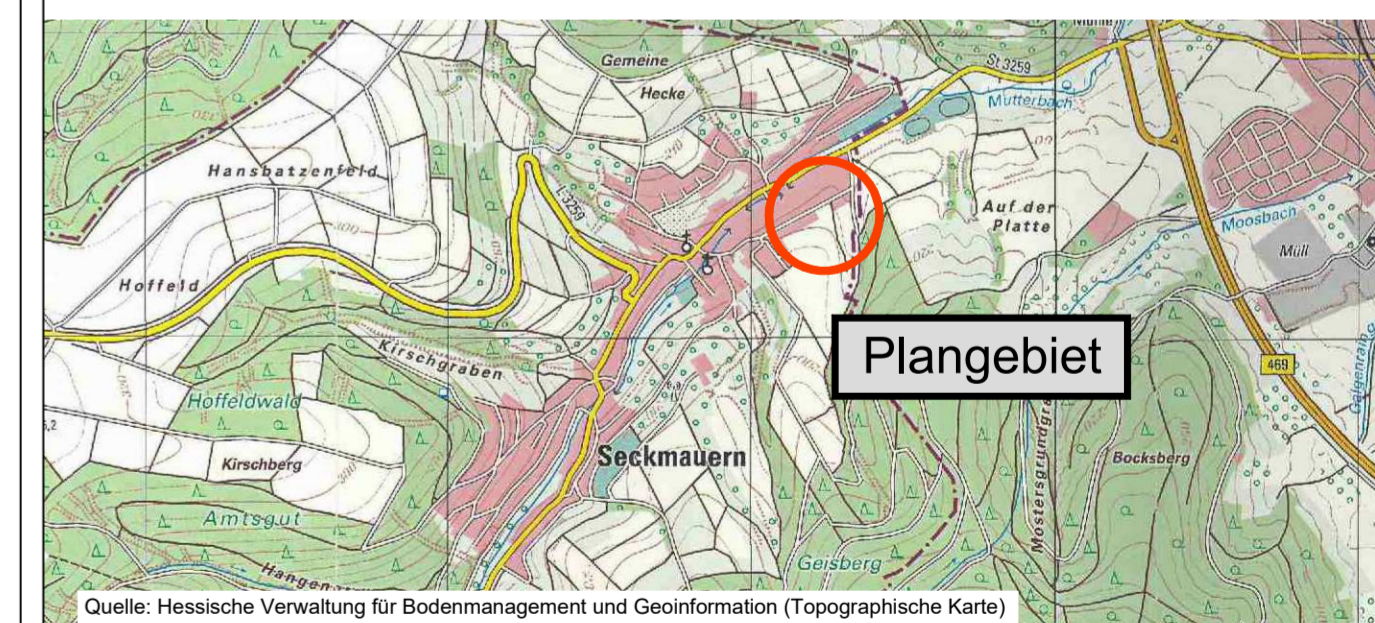 Mühle
Gemeine
Hecke
St 3259
Mutterbach
Hansbatzenfeld
L 3259
Auf der
Platte
Moosbach
Müll
Hoffeld
Plangebiet
469
Kirschgraben
Hoffeldwald
Kirschberg
Seckmauern
Bocksberg
Amtsgut
Geisberg
Quelle: Hessische Verwaltung für Bodenmanagement und Geoinformation (Topographische Karte)